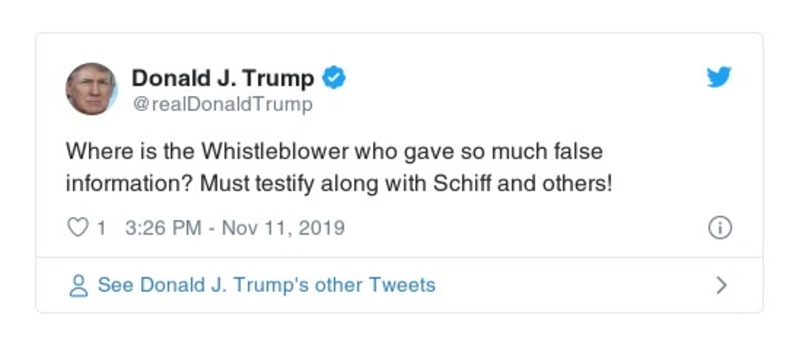 Donald J. Trump
@realDonaldTrump
Where is the Whistleblower who gave so much false
information? Must testify along with Schiff and others!
1 3:26 PM - Nov 11, 2019
See Donald J. Trump's other Tweets